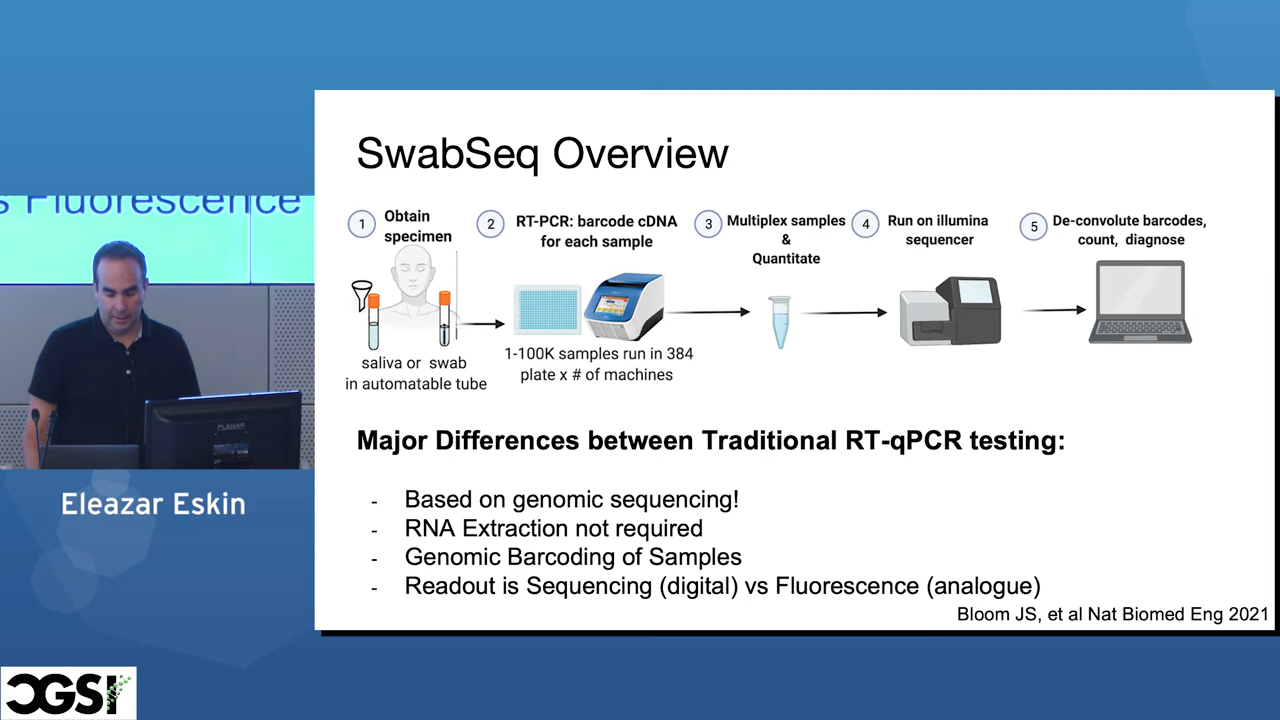 SwabSeq Overview
s Fluorescence
1
Obtain
specimen
2
RT-PCR: barcode cDNA
for each sample
3
Multiplex samples
&
Quantitate
4
Run on illumina
sequencer
5
De-convolute barcodes,
count, diagnose
saliva or swab
in automatable tube
1-100K samples run in 384
plate x # of machines
Major Differences between Traditional RT-qPCR testing:
- Based on genomic sequencing!
- RNA Extraction not required
- Genomic Barcoding of Samples
- Readout is Sequencing (digital) vs Fluorescence (analogue)
Bloom JS, et al Nat Biomed Eng 2021
PLANAR
Eleazar Eskin
CGSI